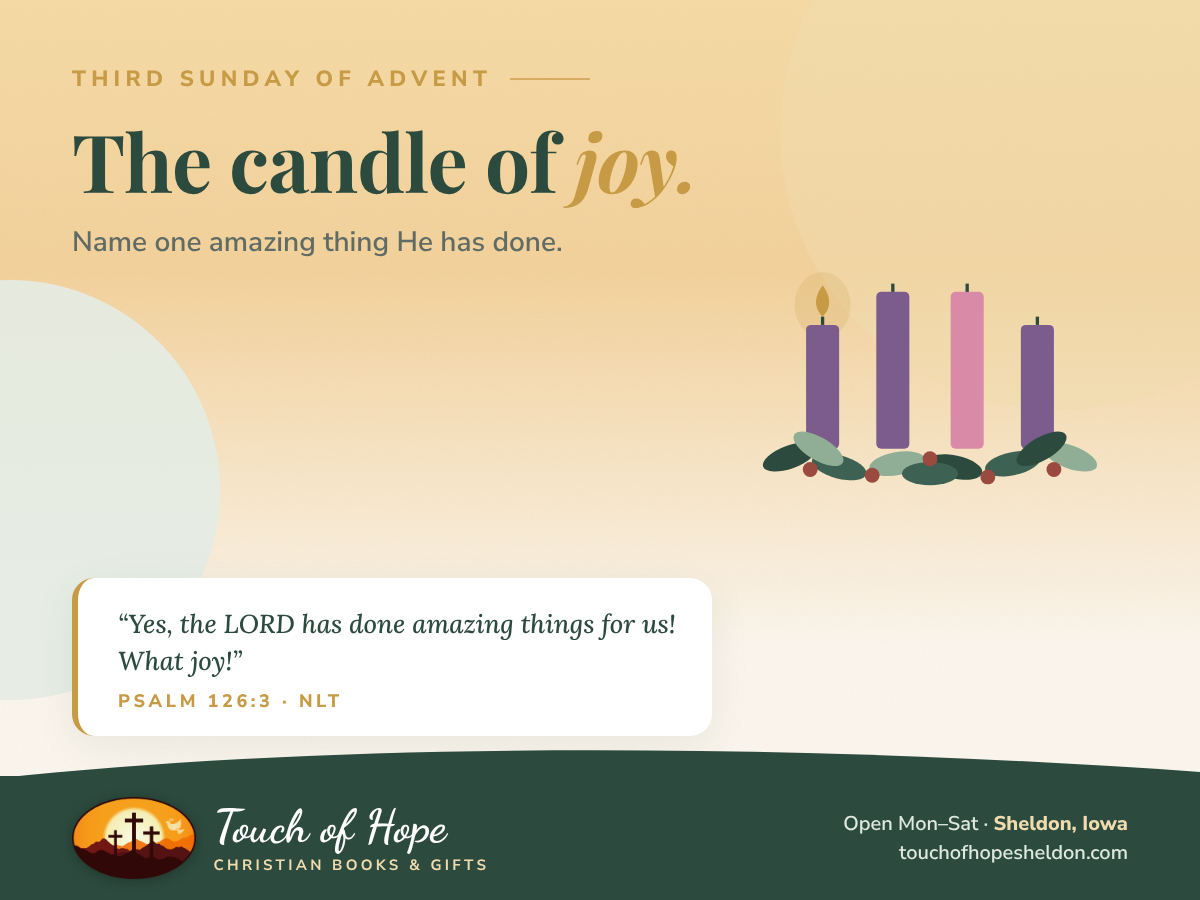 THIRD SUNDAY OF ADVENT
The candle of joy.
Name one amazing thing He has done.
“Yes, the LORD has done amazing things for us!
What joy!”
PSALM 126:3 · NLT
Touch of Hope
CHRISTIAN BOOKS & GIFTS
Open Mon–Sat · Sheldon, Iowa
touchofhopesheldon.com